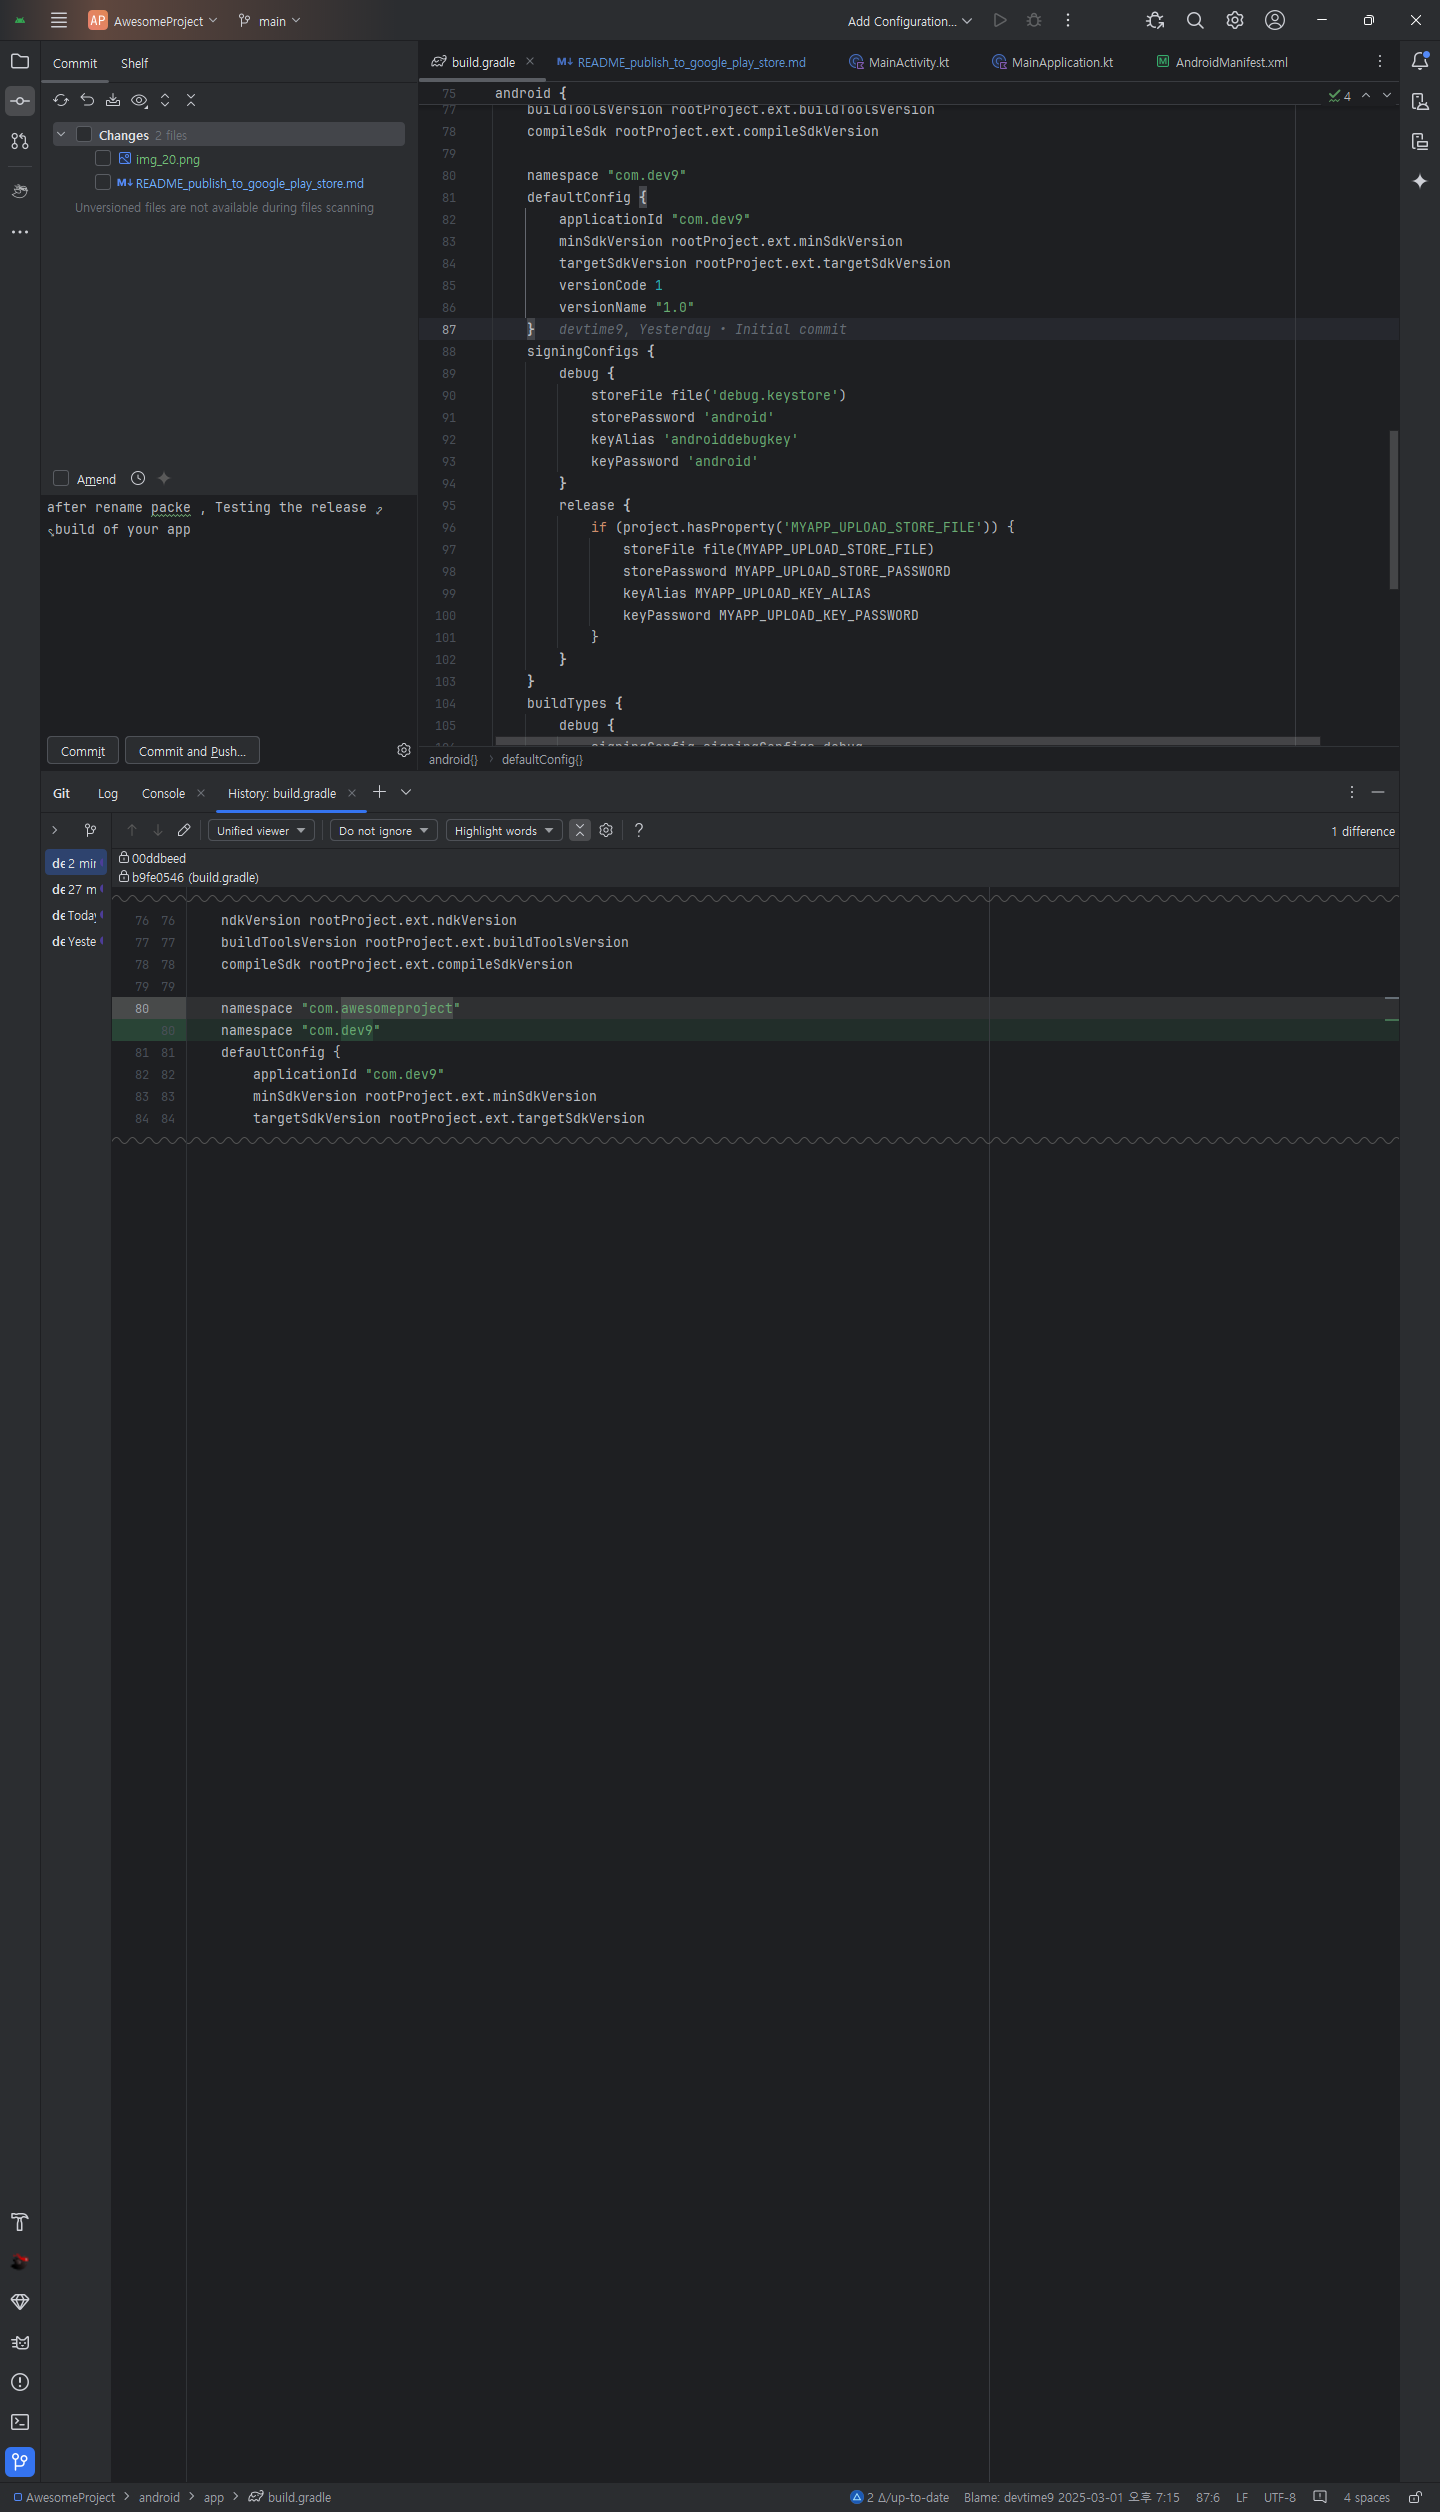 AP AwesomeProject main Add Configuration...
Commit Shelf
Changes 2 files
img_20.png
README_publish_to_google_play_store.md
Unversioned files are not available during files scanning
Amend
after rename packe , Testing the release
build of your app
Commit Commit and Push...
build.gradle README_publish_to_google_play_store.md MainActivity.kt MainApplication.kt AndroidManifest.xml
75 android {
4
77 buildToolsVersion rootProject.ext.buildToolsVersion
78 compileSdk rootProject.ext.compileSdkVersion
79
80 namespace "com.dev9"
81 defaultConfig {
82 applicationId "com.dev9"
83 minSdkVersion rootProject.ext.minSdkVersion
84 targetSdkVersion rootProject.ext.targetSdkVersion
85 versionCode 1
86 versionName "1.0"
87 } devtime9, Yesterday • Initial commit
88 signingConfigs {
89 debug {
90 storeFile file('debug.keystore')
91 storePassword 'android'
92 keyAlias 'androiddebugkey'
93 keyPassword 'android'
94 }
95 release {
96 if (project.hasProperty('MYAPP_UPLOAD_STORE_FILE')) {
97 storeFile file(MYAPP_UPLOAD_STORE_FILE)
98 storePassword MYAPP_UPLOAD_STORE_PASSWORD
99 keyAlias MYAPP_UPLOAD_KEY_ALIAS
100 keyPassword MYAPP_UPLOAD_KEY_PASSWORD
101 }
102 }
103 }
104 buildTypes {
105 debug {
android{} defaultConfig{}
Git Log Console History: build.gradle
Unified viewer Do not ignore Highlight words ? 1 difference
de 2 min
de 27 m
de Today
de Yeste
00ddbeed
b9fe0546 (build.gradle)
76 76 ndkVersion rootProject.ext.ndkVersion
77 77 buildToolsVersion rootProject.ext.buildToolsVersion
78 78 compileSdk rootProject.ext.compileSdkVersion
79 79
80 namespace "com.awesomeproject"
80 namespace "com.dev9"
81 81 defaultConfig {
82 82 applicationId "com.dev9"
83 83 minSdkVersion rootProject.ext.minSdkVersion
84 84 targetSdkVersion rootProject.ext.targetSdkVersion
AwesomeProject > android > app > build.gradle 2 Δ/up-to-date Blame: devtime9 2025-03-01 오후 7:15 87:6 LF UTF-8 4 spaces